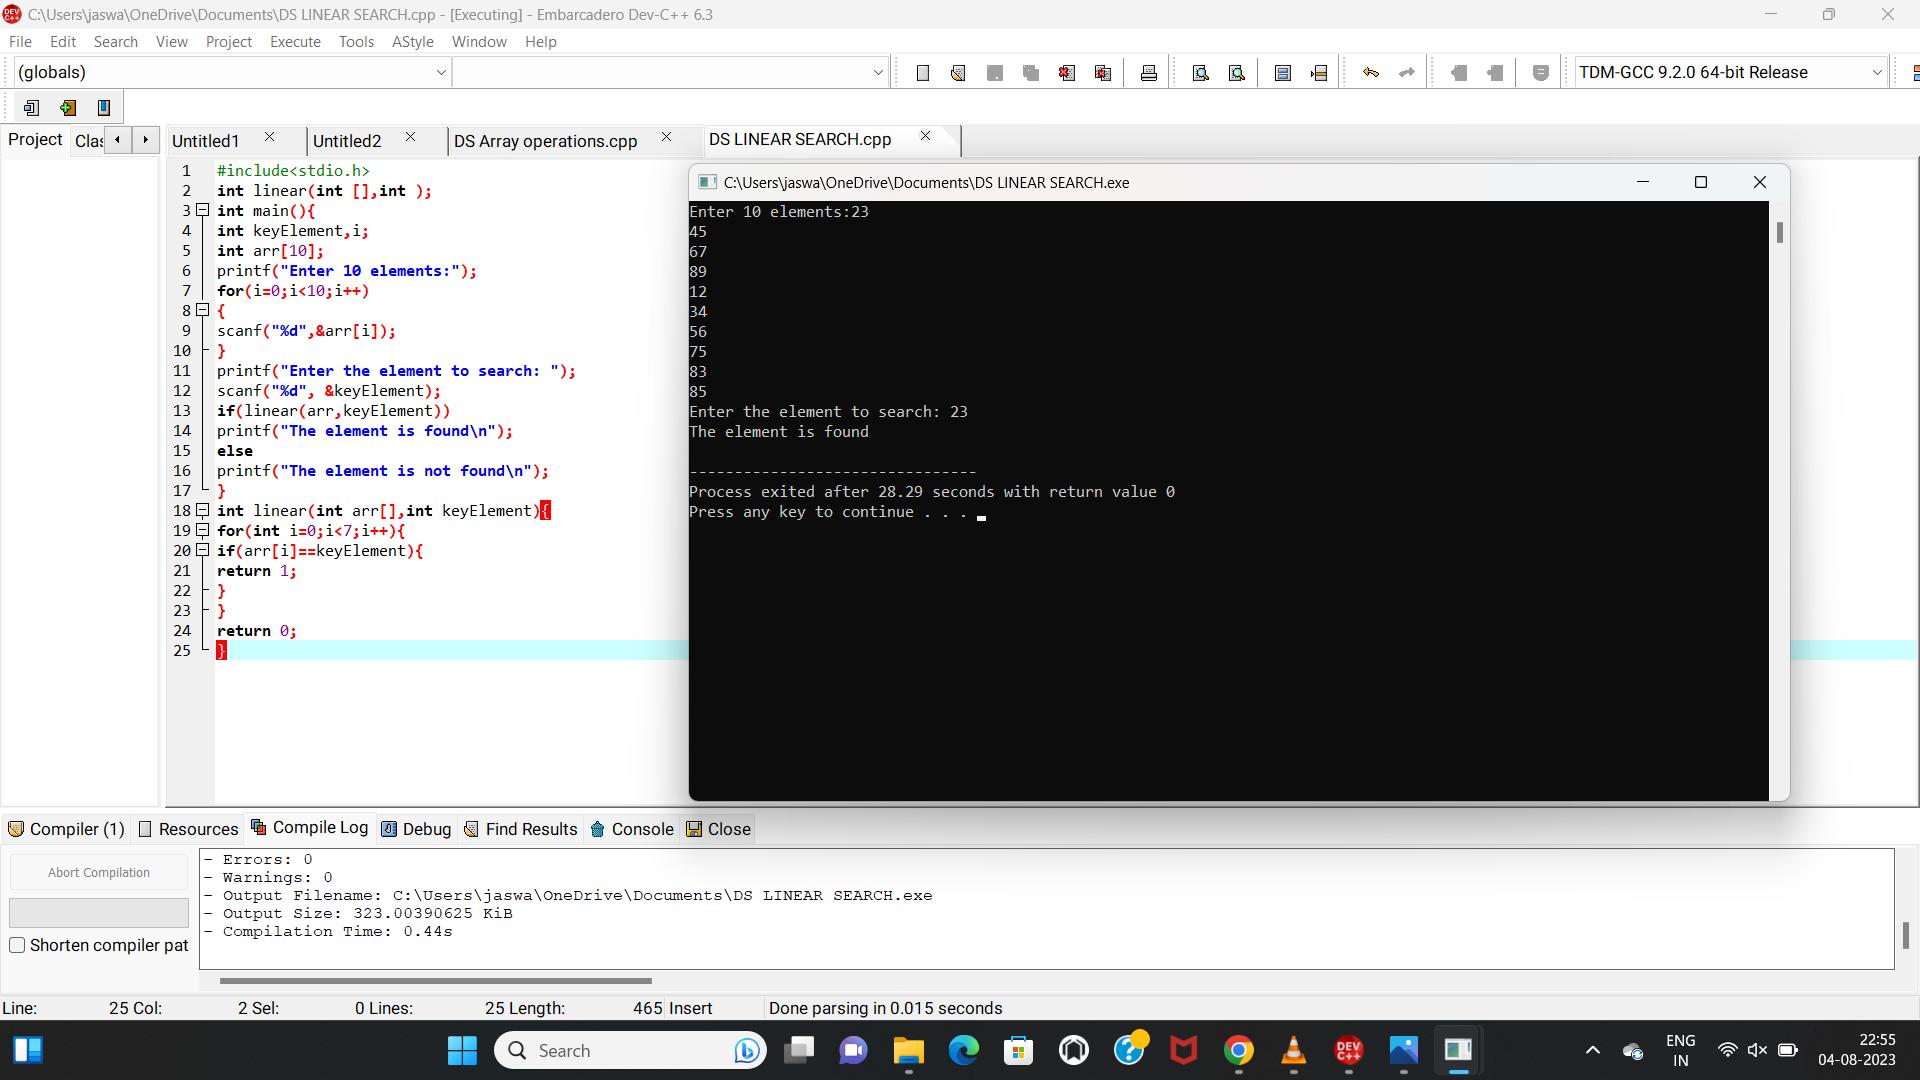 C:\Users\jaswa\OneDrive\Documents\DS LINEAR SEARCH.cpp - [Executing] - Embarcadero Dev-C++ 6.3
File Edit Search View Project Execute Tools AStyle Window Help
(globals)
TDM-GCC 9.2.0 64-bit Release
Project Clas
Untitled1 Untitled2 DS Array operations.cpp DS LINEAR SEARCH.cpp
1 #include<stdio.h>
2 int linear(int [],int );
3 int main(){
4 int keyElement,i;
5 int arr[10];
6 printf("Enter 10 elements:");
7 for(i=0;i<10;i++)
8 {
9 scanf("%d",&arr[i]);
10 }
11 printf("Enter the element to search: ");
12 scanf("%d", &keyElement);
13 if(linear(arr,keyElement))
14 printf("The element is found\n");
15 else
16 printf("The element is not found\n");
17 }
18 int linear(int arr[],int keyElement){
19 for(int i=0;i<7;i++){
20 if(arr[i]==keyElement){
21 return 1;
22 }
23 }
24 return 0;
25 }
C:\Users\jaswa\OneDrive\Documents\DS LINEAR SEARCH.exe
Enter 10 elements:23
45
67
89
12
34
56
75
83
85
Enter the element to search: 23
The element is found
--------------------------------
Process exited after 28.29 seconds with return value 0
Press any key to continue . . .
Compiler (1) Resources Compile Log Debug Find Results Console Close
Abort Compilation
Shorten compiler pat
- Errors: 0
- Warnings: 0
- Output Filename: C:\Users\jaswa\OneDrive\Documents\DS LINEAR SEARCH.exe
- Output Size: 323.00390625 KiB
- Compilation Time: 0.44s
Line: 25 Col: 2 Sel: 0 Lines: 25 Length: 465 Insert Done parsing in 0.015 seconds
Search
DEV C++
ENG
IN
22:55
04-08-2023